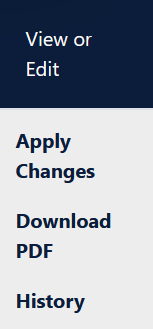 View or
Edit
Apply
Changes
Download
PDF
History